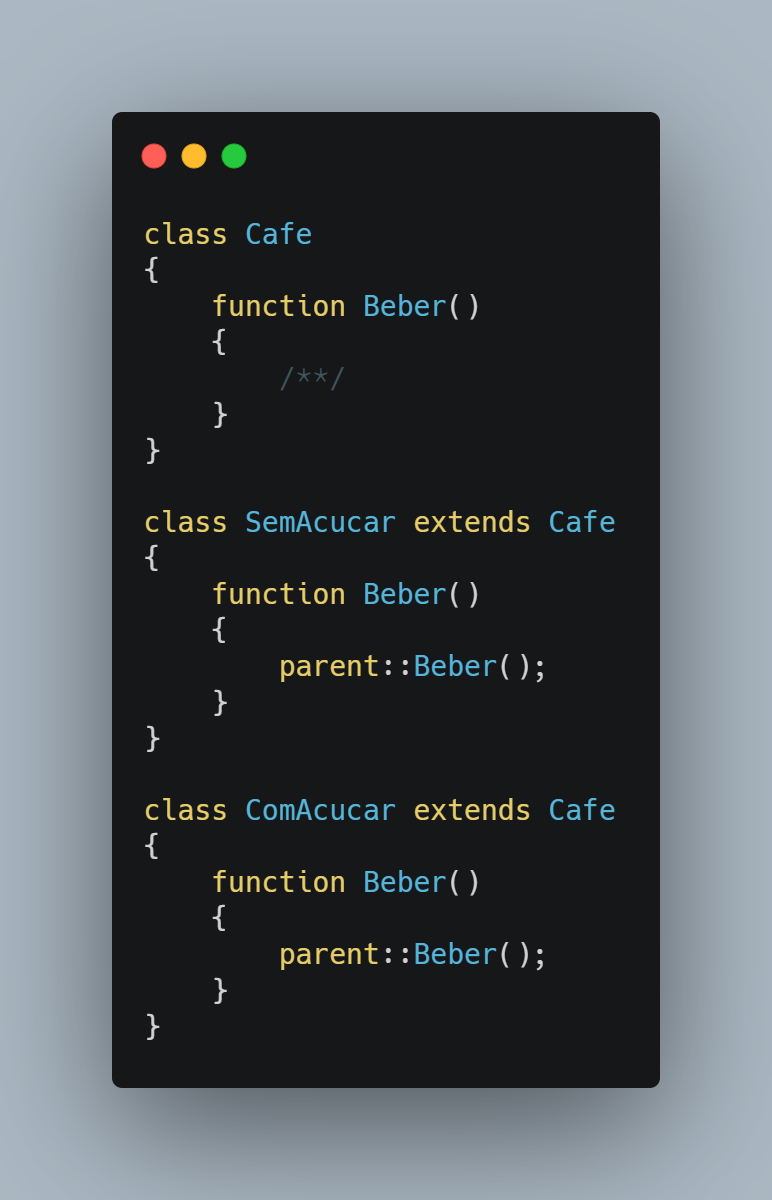 class Cafe
{
    function Beber()
    {
        /**/
    }
}

class SemAcucar extends Cafe
{
    function Beber()
    {
        parent::Beber();
    }
}

class ComAcucar extends Cafe
{
    function Beber()
    {
        parent::Beber();
    }
}